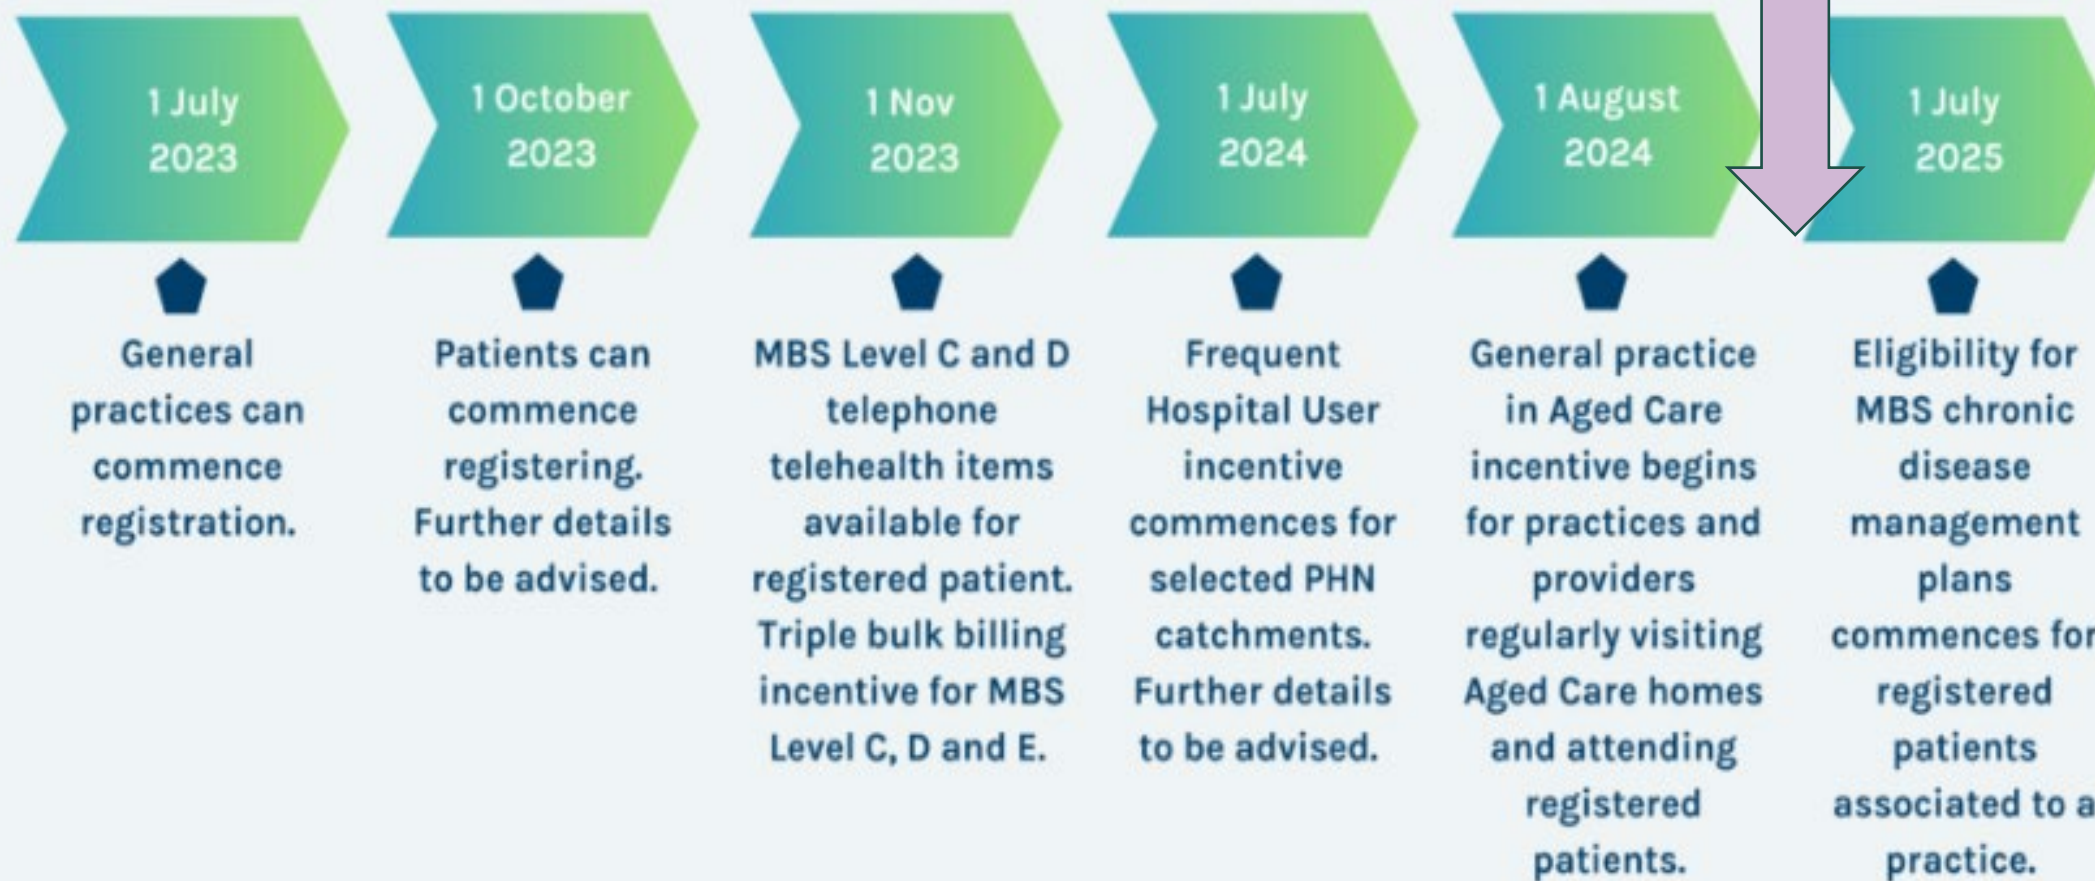 1 July
2023
General
practices can
commence
registration.
1 October
2023
Patients can
commence
registering.
Further details
to be advised.
1 Nov
2023
MBS Level C and D
telephone
telehealth items
available for
registered patient.
Triple bulk billing
incentive for MBS
Level C, D and E.
1 July
2024
Frequent
Hospital User
incentive
commences for
selected PHN
catchments.
Further details
to be advised.
1 August
2024
General practice
in Aged Care
incentive begins
for practices and
providers
regularly visiting
Aged Care homes
and attending
registered
patients.
1 July
2025
Eligibility for
MBS chronic
disease
management
plans
commences for
registered
patients
associated to a
practice.